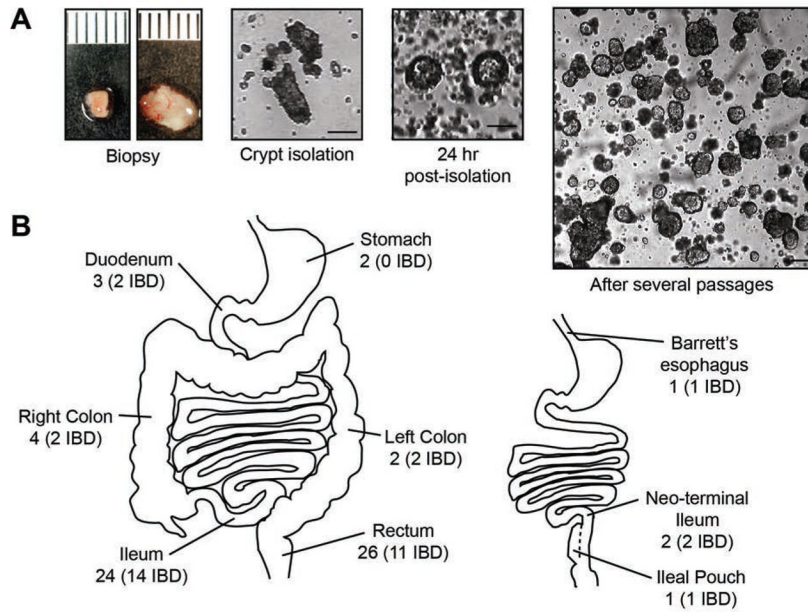 A
Biopsy
Crypt isolation
24 hr
post-isolation
After several passages
B
Duodenum
3 (2 IBD)
Stomach
2 (0 IBD)
Right Colon
4 (2 IBD)
Left Colon
2 (2 IBD)
Ileum
24 (14 IBD)
Rectum
26 (11 IBD)
Barrett's
esophagus
1 (1 IBD)
Neo-terminal
Ileum
2 (2 IBD)
Ileal Pouch
1 (1 IBD)